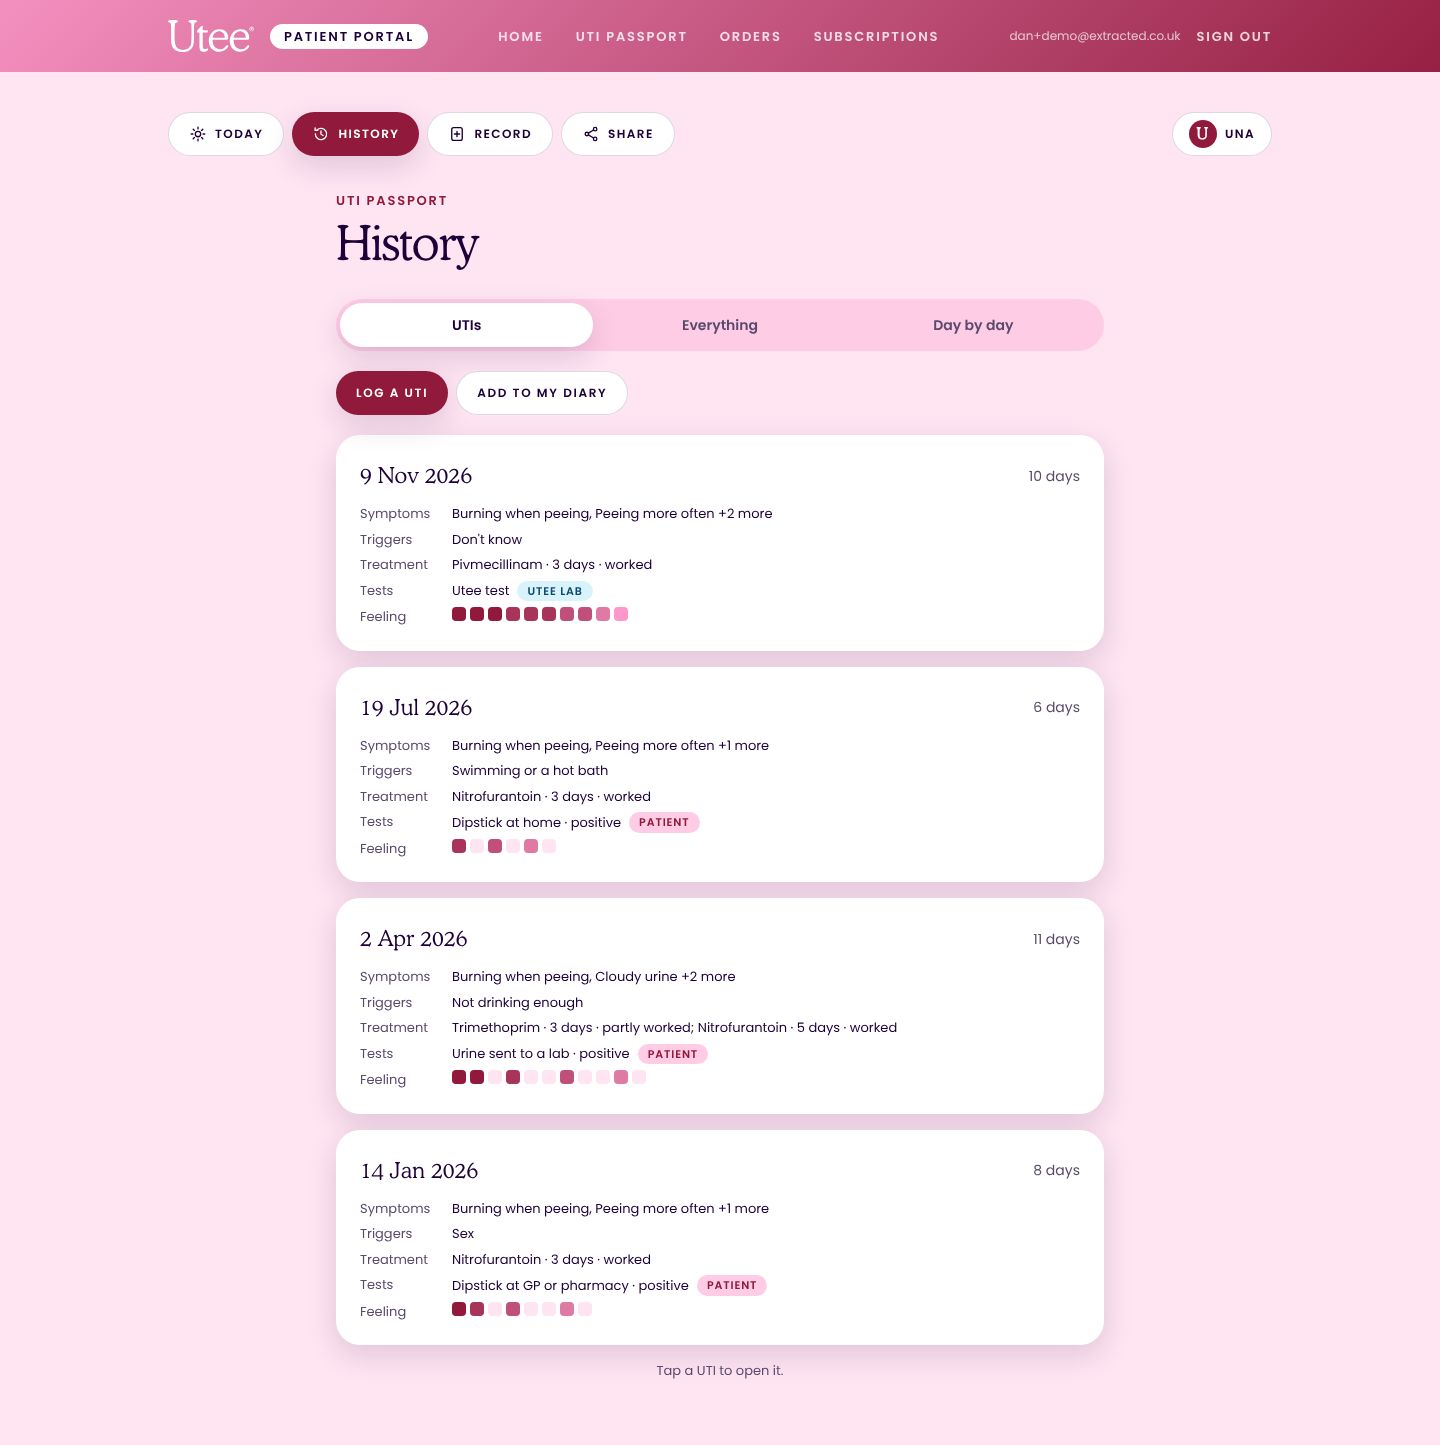 Utee® PATIENT PORTAL HOME UTI PASSPORT ORDERS SUBSCRIPTIONS dan+demo@extracted.co.uk SIGN OUT
TODAY HISTORY RECORD SHARE U UNA
UTI PASSPORT
History
UTIs Everything Day by day
LOG A UTI ADD TO MY DIARY
9 Nov 2026 10 days
Symptoms Burning when peeing, Peeing more often +2 more
Triggers Don't know
Treatment Pivmecillinam · 3 days · worked
Tests Utee test UTEE LAB
Feeling
19 Jul 2026 6 days
Symptoms Burning when peeing, Peeing more often +1 more
Triggers Swimming or a hot bath
Treatment Nitrofurantoin · 3 days · worked
Tests Dipstick at home · positive PATIENT
Feeling
2 Apr 2026 11 days
Symptoms Burning when peeing, Cloudy urine +2 more
Triggers Not drinking enough
Treatment Trimethoprim · 3 days · partly worked; Nitrofurantoin · 5 days · worked
Tests Urine sent to a lab · positive PATIENT
Feeling
14 Jan 2026 8 days
Symptoms Burning when peeing, Peeing more often +1 more
Triggers Sex
Treatment Nitrofurantoin · 3 days · worked
Tests Dipstick at GP or pharmacy · positive PATIENT
Feeling
Tap a UTI to open it.